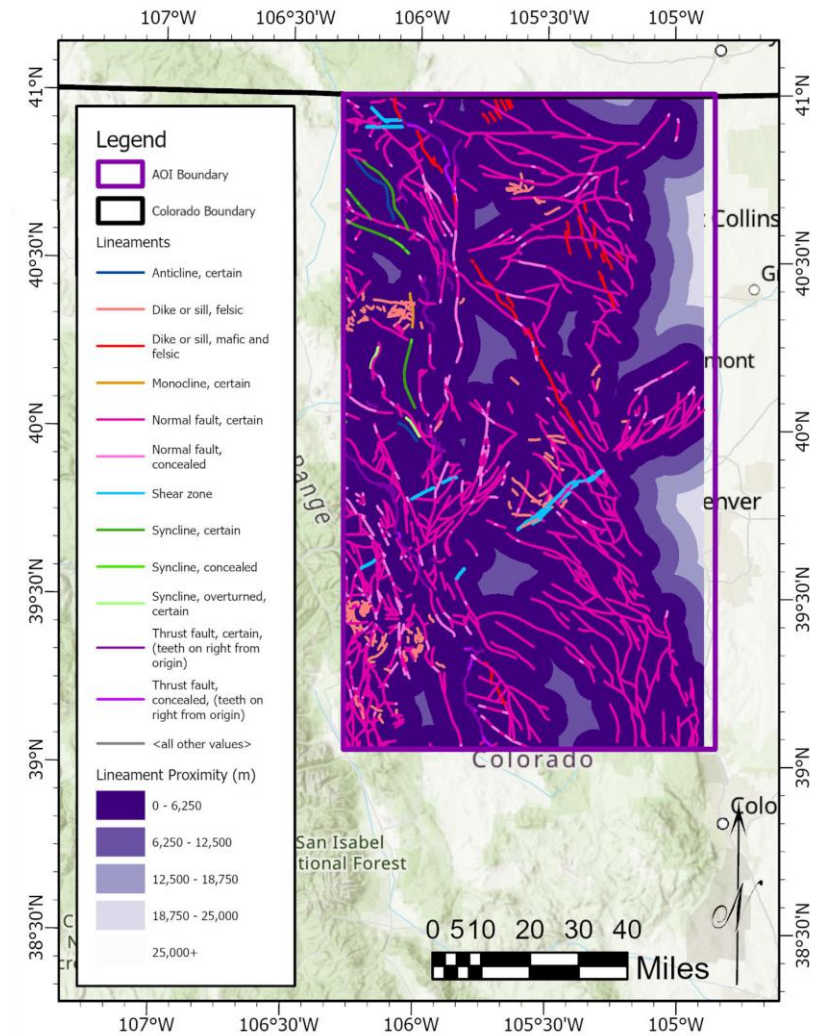 107°W
106°30'W
106°W
105°30'W
105°W
41°N
40°30'N
40°N
39°30'N
39°N
38°30'N
41°N
40°30'N
40°N
39°30'N
39°N
38°30'N
Legend
AOI Boundary
Colorado Boundary
Lineaments
Anticline, certain
Dike or sill, felsic
Dike or sill, mafic and
felsic
Monocline, certain
Normal fault, certain
Normal fault,
concealed
Shear zone
Syncline, certain
Syncline, concealed
Syncline, overturned,
certain
Thrust fault, certain,
(teeth on right from
origin)
Thrust fault,
concealed, (teeth on
right from origin)
<all other values>
Lineament Proximity (m)
0 - 6,250
6,250 - 12,500
12,500 - 18,750
18,750 - 25,000
25,000+
Collins
G
mont
enver
Range
Colorado
Colo
San Isabel
tional Forest
0 5 10 20 30 40
Miles
N
107°W
106°30'W
106°W
105°30'W
105°W